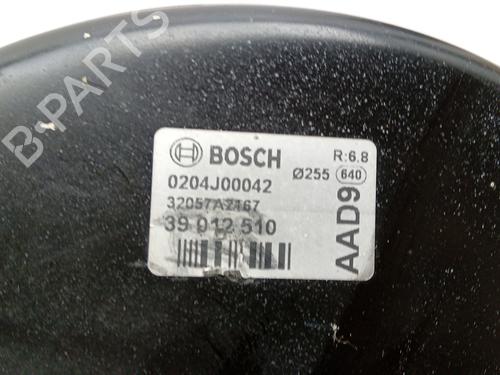 B-PARTS
BOSCH
R:6.8
0204J00042
Ø255 640
32057A2167
39 012 510
AAD9